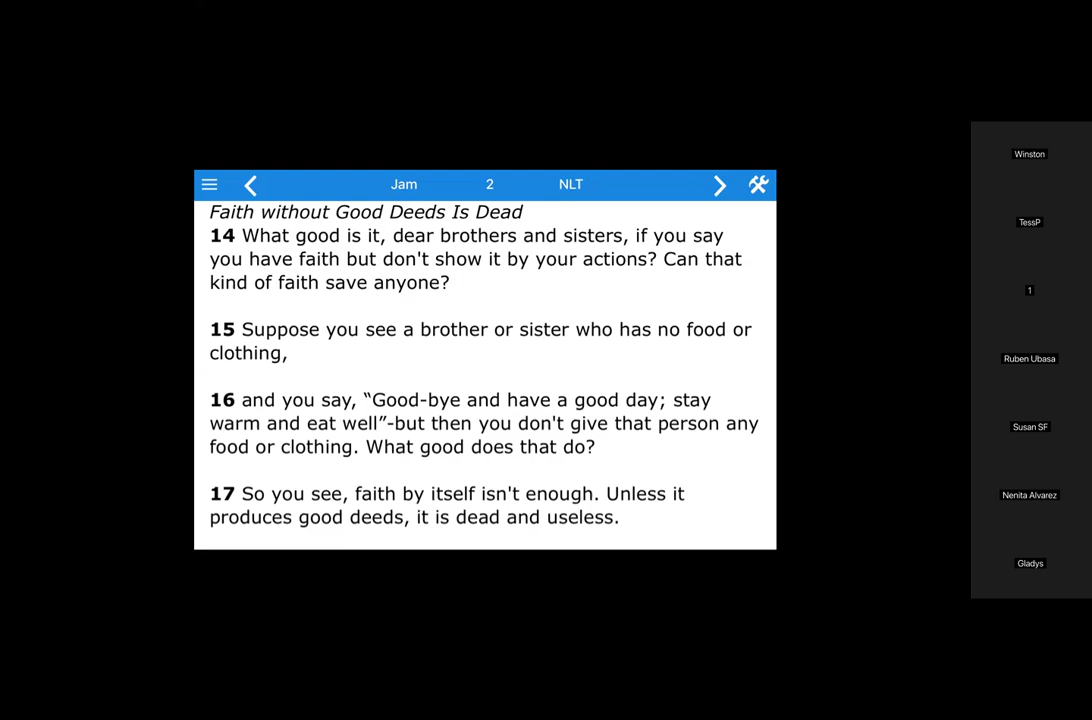 Jam 2 NLT
Faith without Good Deeds Is Dead
14 What good is it, dear brothers and sisters, if you say
you have faith but don't show it by your actions? Can that
kind of faith save anyone?
15 Suppose you see a brother or sister who has no food or
clothing,
16 and you say, “Good-bye and have a good day; stay
warm and eat well”-but then you don't give that person any
food or clothing. What good does that do?
17 So you see, faith by itself isn't enough. Unless it
produces good deeds, it is dead and useless.
Winston
TessP
1
Ruben Ubasa
Susan SF
Nenita Alvarez
Gladys